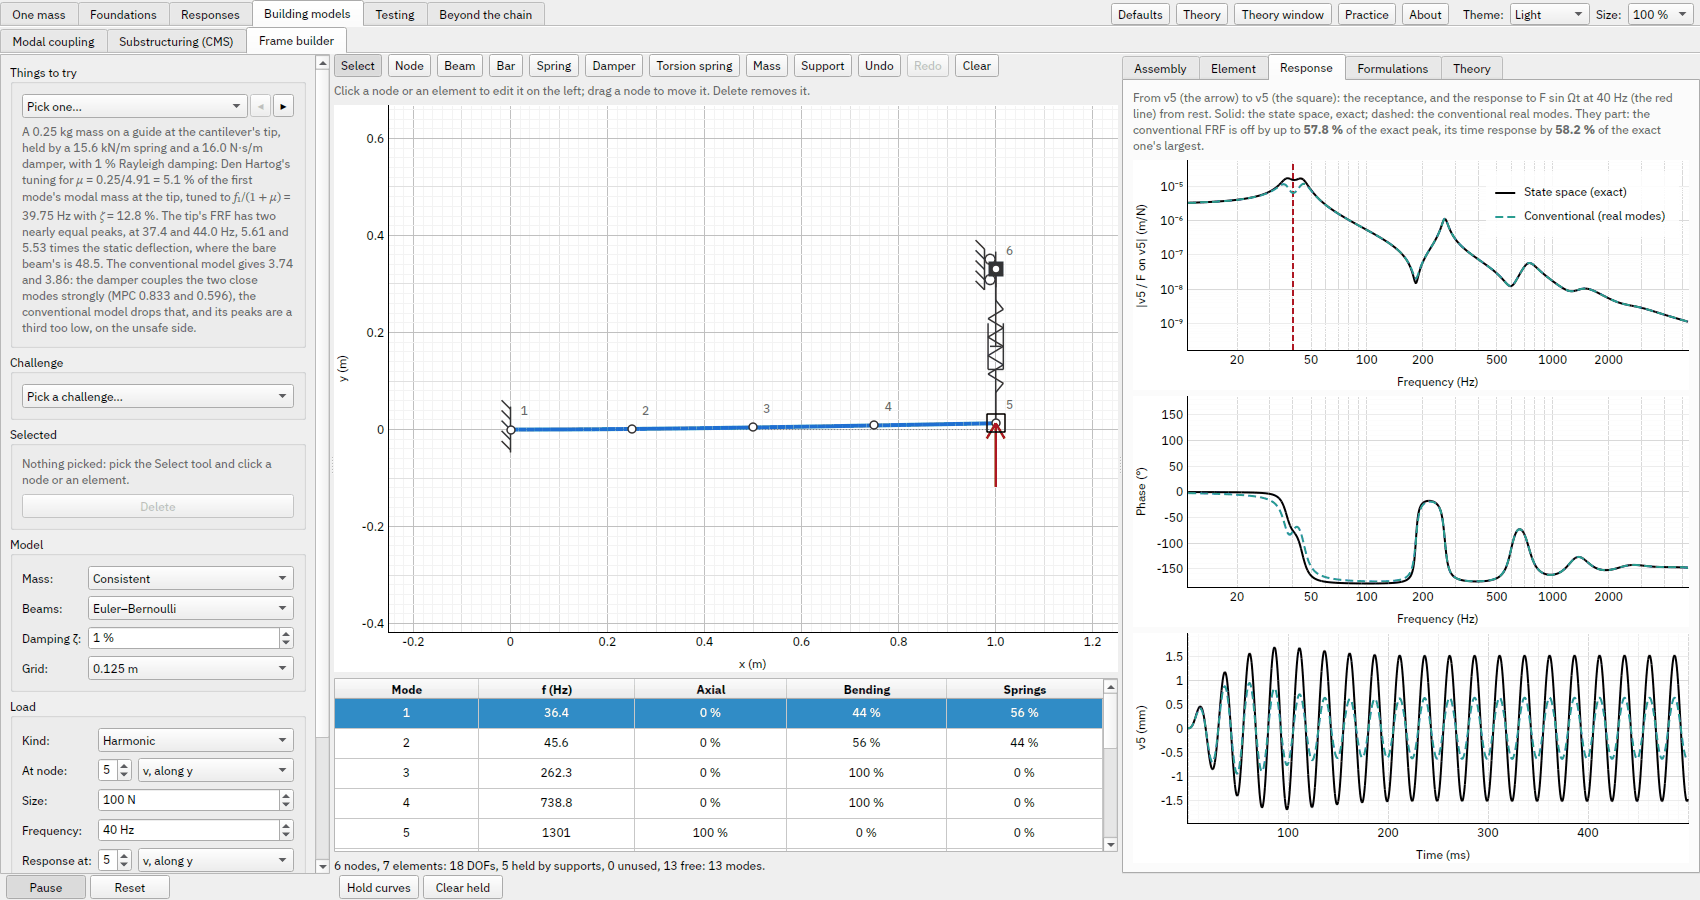 One mass Foundations Responses Building models Testing Beyond the chain Defaults Theory Theory window Practice About Theme: Light Size: 100 %
Modal coupling Substructuring (CMS) Frame builder
Things to try
Pick one...
A 0.25 kg mass on a guide at the cantilever's tip,
held by a 15.6 kN/m spring and a 16.0 N·s/m
damper, with 1 % Rayleigh damping: Den Hartog's
tuning for μ = 0.25/4.91 = 5.1 % of the first
mode's modal mass at the tip, tuned to f₁/(1 + μ) =
39.75 Hz with ζ = 12.8 %. The tip's FRF has two
nearly equal peaks, at 37.4 and 44.0 Hz, 5.61 and
5.53 times the static deflection, where the bare
beam's is 48.5. The conventional model gives 3.74
and 3.86: the damper couples the two close
modes strongly (MPC 0.833 and 0.596), the
conventional model drops that, and its peaks are a
third too low, on the unsafe side.
Challenge
Pick a challenge...
Selected
Nothing picked: pick the Select tool and click a
node or an element.
Delete
Model
Mass: Consistent
Beams: Euler–Bernoulli
Damping ζ: 1 %
Grid: 0.125 m
Load
Kind: Harmonic
At node: 5 v, along y
Size: 100 N
Frequency: 40 Hz
Response at: 5 v, along y
Pause Reset
Select Node Beam Bar Spring Damper Torsion spring Mass Support Undo Redo Clear
Click a node or an element to edit it on the left; drag a node to move it. Delete removes it.
0.6
0.4
0.2
0
-0.2
-0.4
y (m)
1 2 3 4 5 6
-0.2 0 0.2 0.4 0.6 0.8 1.0 1.2
x (m)
Mode f (Hz) Axial Bending Springs
1 36.4 0 % 44 % 56 %
2 45.6 0 % 56 % 44 %
3 262.3 0 % 100 % 0 %
4 738.8 0 % 100 % 0 %
5 1301 100 % 0 % 0 %
6 nodes, 7 elements: 18 DOFs, 5 held by supports, 0 unused, 13 free: 13 modes.
Hold curves Clear held
Assembly Element Response Formulations Theory
From v5 (the arrow) to v5 (the square): the receptance, and the response to F sin Ωt at 40 Hz (the red
line) from rest. Solid: the state space, exact; dashed: the conventional real modes. They part: the
conventional FRF is off by up to 57.8 % of the exact peak, its time response by 58.2 % of the exact
one's largest.
|v5 / F on v5| (m/N)
10⁻⁵
10⁻⁶
10⁻⁷
10⁻⁸
10⁻⁹
State space (exact)
Conventional (real modes)
20 50 100 200 500 1000 2000
Frequency (Hz)
Phase (°)
150
100
50
0
-50
-100
-150
20 50 100 200 500 1000 2000
Frequency (Hz)
v5 (mm)
1.5
1
0.5
0
-0.5
-1
-1.5
100 200 300 400
Time (ms)